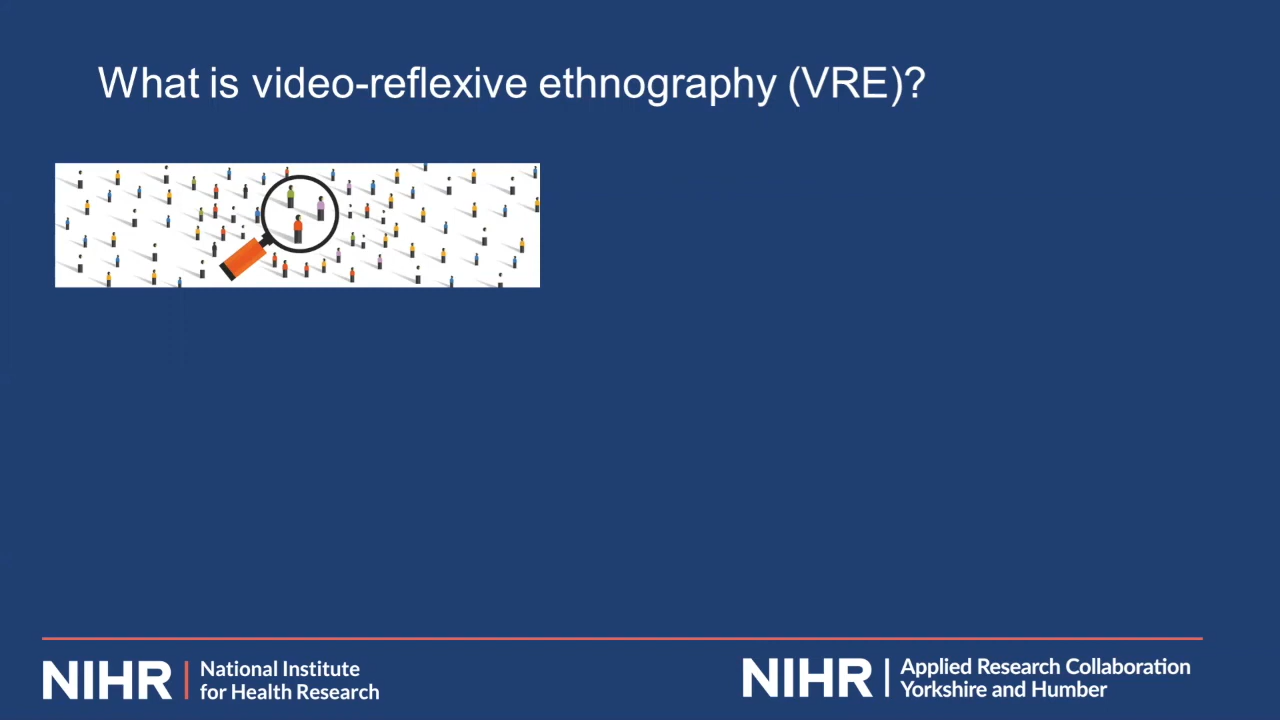 What is video-reflexive ethnography (VRE)?
NIHR | National Institute
for Health Research
NIHR | Applied Research Collaboration
Yorkshire and Humber